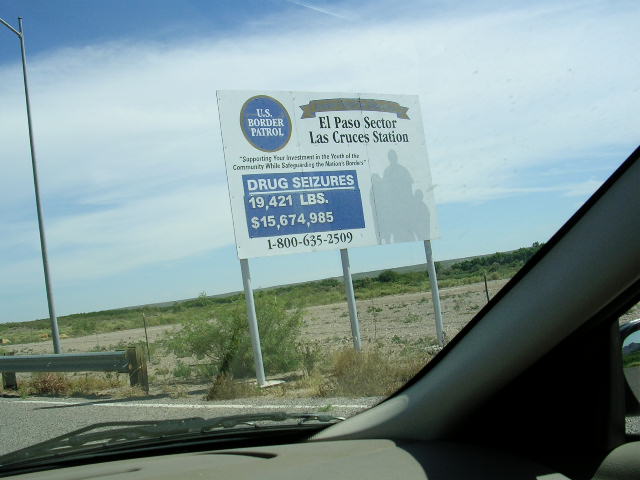 U.S.
BORDER
PATROL
El Paso Sector
Las Cruces Station
"Supporting Your Investment in the Youth of the
Community While Safeguarding the Nation's Borders"
DRUG SEIZURES
19,421 LBS.
$15,674,985
1-800-635-2509